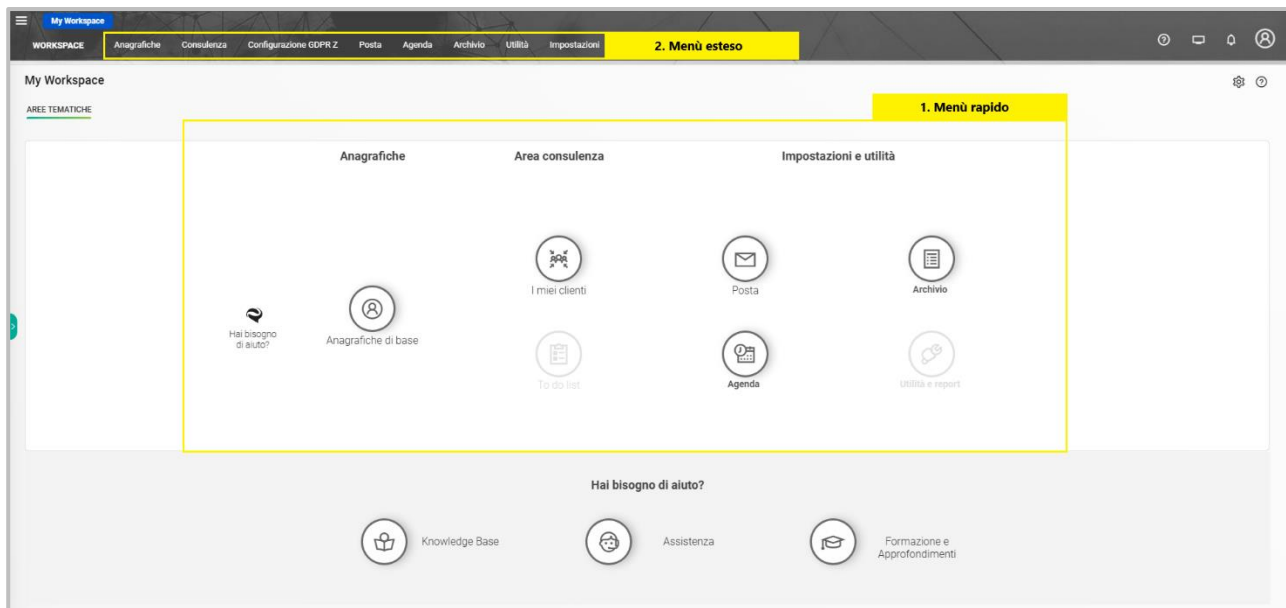 My Workspace
WORKSPACE Anagrafiche Consulenza Configurazione GDPR Z Posta Agenda Archivio Utilità Impostazioni 2. Menù esteso
My Workspace
AREE TEMATICHE
1. Menù rapido
Anagrafiche Area consulenza Impostazioni e utilità
I miei clienti Posta Archivio
Hai bisogno
di aiuto?
Anagrafiche di base
To do list Agenda Utilità e report
Hai bisogno di aiuto?
Knowledge Base Assistenza Formazione e
Approfondimenti